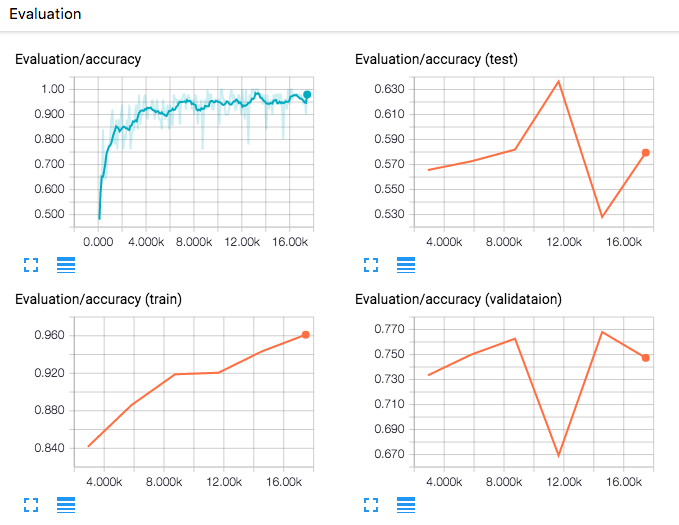 Evaluation
Evaluation/accuracy
1.00
0.900
0.800
0.700
0.600
0.500
0.000 4.000k 8.000k 12.00k 16.00k
Evaluation/accuracy (test)
0.630
0.610
0.590
0.570
0.550
0.530
4.000k 8.000k 12.00k 16.00k
Evaluation/accuracy (train)
0.960
0.920
0.880
0.840
4.000k 8.000k 12.00k 16.00k
Evaluation/accuracy (validataion)
0.770
0.750
0.730
0.710
0.690
0.670
4.000k 8.000k 12.00k 16.00k